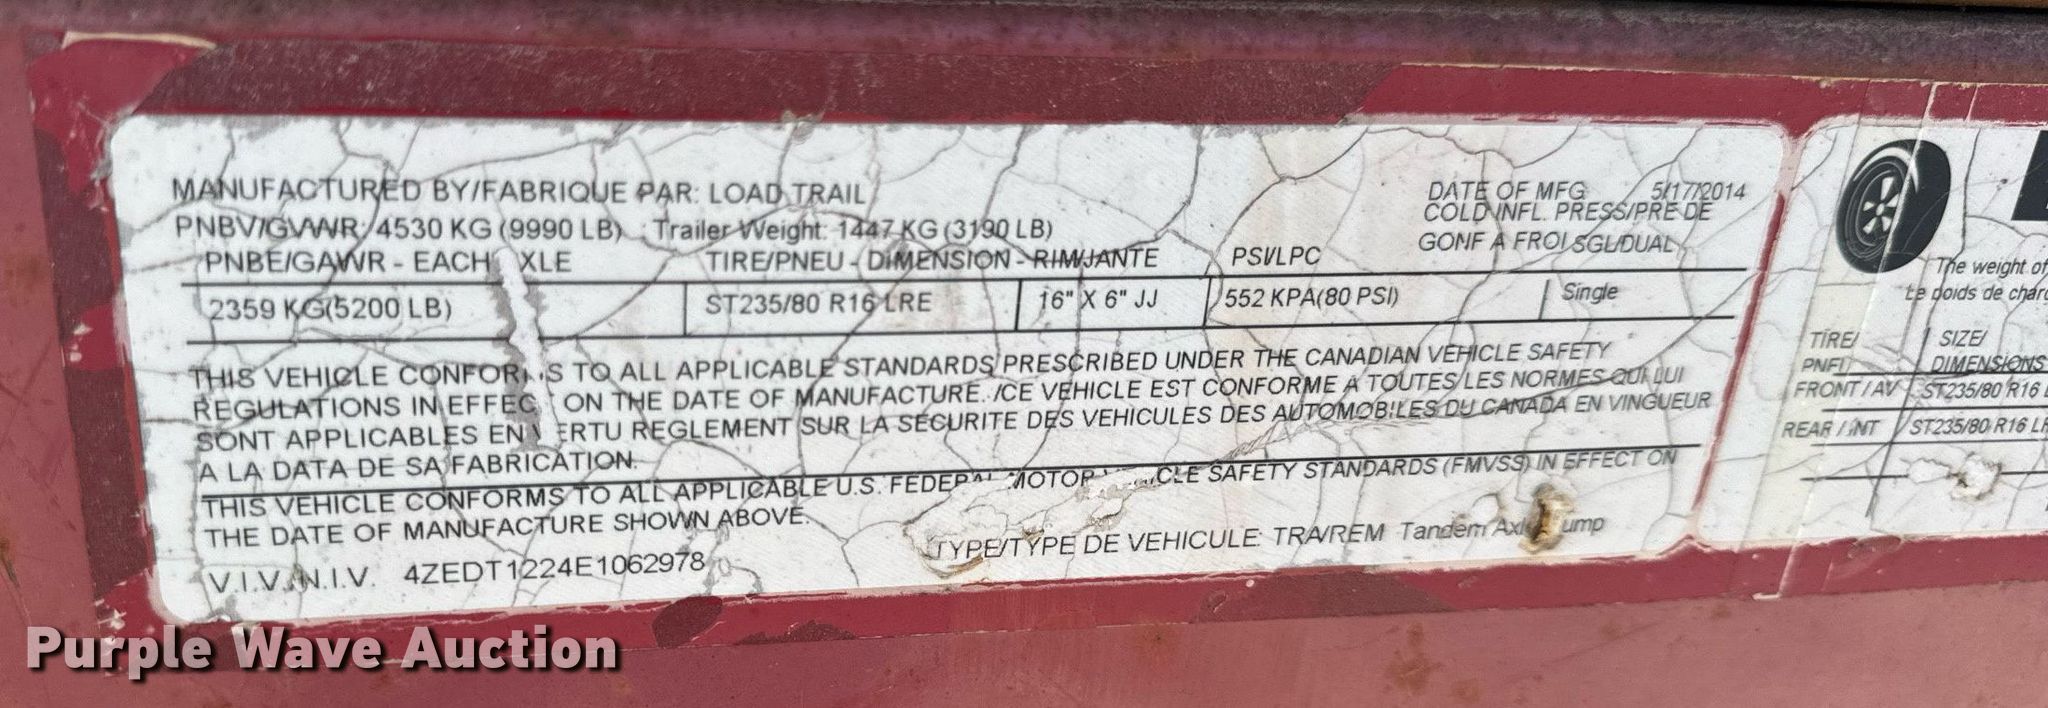 MANUFACTURED BY/FABRIQUE PAR: LOAD TRAIL
DATE OF MFG 5/17/2014
PNBV/GVWR: 4530 KG (9990 LB) Trailer Weight: 1447 KG (3190 LB)
COLD INFL. PRESS/PRE DE
GONF A FROI SGL/DUAL
PNBE/GAWR - EACH XLE TIRE/PNEU - DIMENSION - RIM/JANTE PSI/LPC
2359 KG(5200 LB) ST235/80 R16 LRE 16" X 6" JJ 552 KPA(80 PSI) Single
THIS VEHICLE CONFORMS TO ALL APPLICABLE STANDARDS PRESCRIBED UNDER THE CANADIAN VEHICLE SAFETY
REGULATIONS IN EFFECT ON THE DATE OF MANUFACTURE. /CE VEHICLE EST CONFORME A TOUTES LES NORMES QUI LUI
SONT APPLICABLES EN VERTU REGLEMENT SUR LA SÉCURITE DES VEHICULES DES AUTOMOBILES DU CANADA EN VINGUEUR
A LA DATA DE SA FABRICATION.
THIS VEHICLE CONFORMS TO ALL APPLICABLE U.S. FEDERAL MOTOR VEHICLE SAFETY STANDARDS (FMVSS) IN EFFECT ON
THE DATE OF MANUFACTURE SHOWN ABOVE.
TYPE/TYPE DE VEHICULE: TRA/REM Tandem Axle ump
V.I.V./N.I.V. 4ZEDT1224E1062978
The weight of
Le poids de charg
TIRE/ SIZE/
PNEU DIMENSIONS
FRONT / AV ST235/80 R16 L
REAR / INT ST235/80 R16 LR
Purple Wave Auction